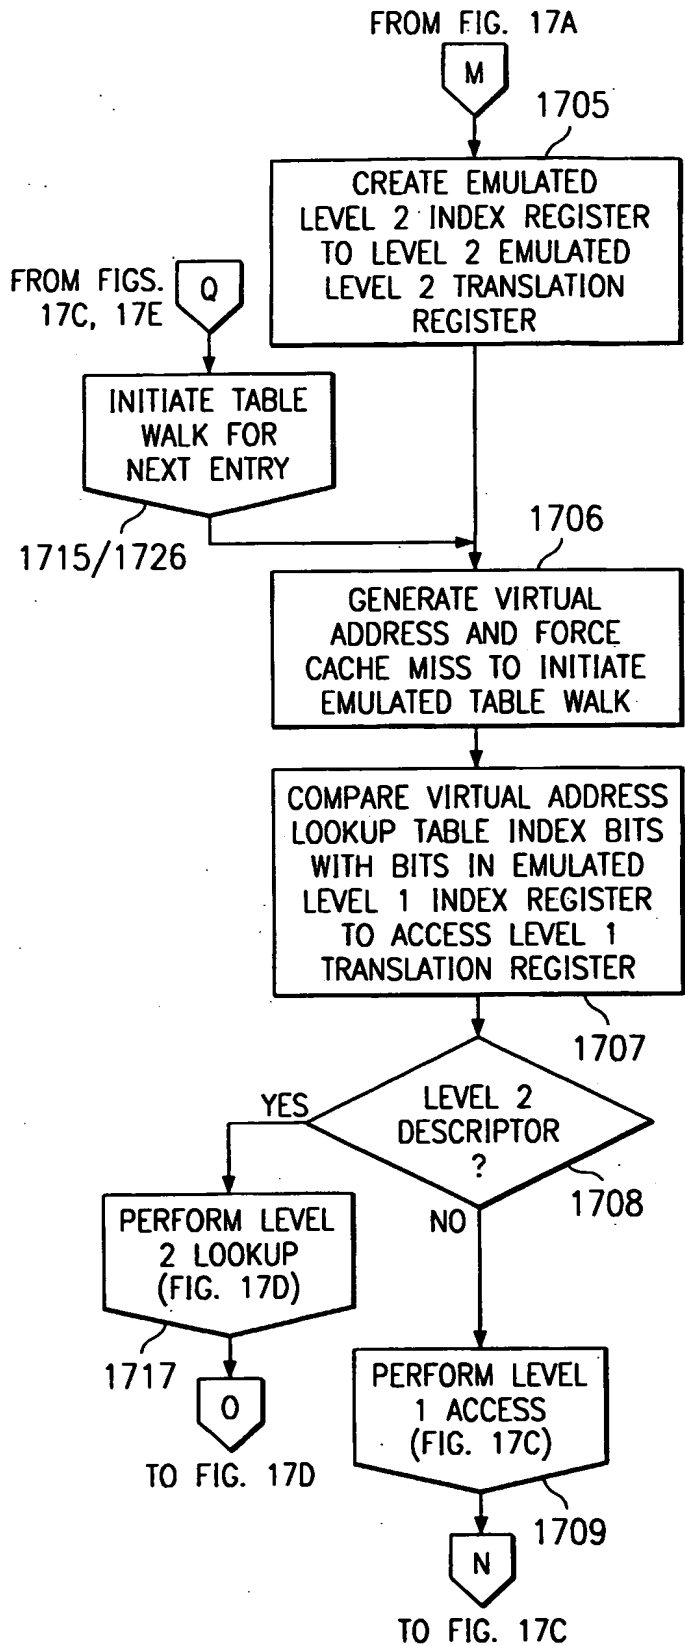 FROM FIG. 17A
M
1705
CREATE EMULATED
LEVEL 2 INDEX REGISTER
TO LEVEL 2 EMULATED
LEVEL 2 TRANSLATION
REGISTER
FROM FIGS.
17C, 17E
Q
INITIATE TABLE
WALK FOR
NEXT ENTRY
1715/1726
1706
GENERATE VIRTUAL
ADDRESS AND FORCE
CACHE MISS TO INITIATE
EMULATED TABLE WALK
COMPARE VIRTUAL ADDRESS
LOOKUP TABLE INDEX BITS
WITH BITS IN EMULATED
LEVEL 1 INDEX REGISTER
TO ACCESS LEVEL 1
TRANSLATION REGISTER
1707
LEVEL 2
DESCRIPTOR
?
1708
YES
NO
PERFORM LEVEL
2 LOOKUP
(FIG. 17D)
1717
O
TO FIG. 17D
PERFORM LEVEL
1 ACCESS
(FIG. 17C)
1709
N
TO FIG. 17C